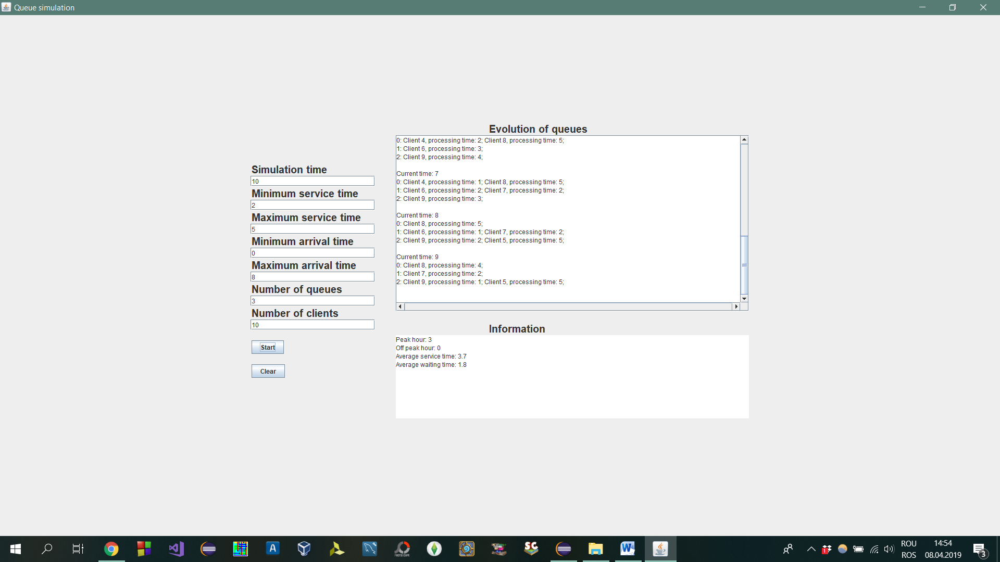 Queue simulation
Evolution of queues
0: Client 4, processing time: 2; Client 8, processing time: 5;
1: Client 6, processing time: 3;
2: Client 9, processing time: 4;
Current time: 7
0: Client 4, processing time: 1; Client 8, processing time: 5;
1: Client 6, processing time: 2; Client 7, processing time: 2;
2: Client 9, processing time: 3;
Current time: 8
0: Client 8, processing time: 5;
1: Client 6, processing time: 1; Client 7, processing time: 2;
2: Client 9, processing time: 2; Client 5, processing time: 5;
Current time: 9
0: Client 8, processing time: 4;
1: Client 7, processing time: 2;
2: Client 9, processing time: 1; Client 5, processing time: 5;
Simulation time
10
Minimum service time
2
Maximum service time
5
Minimum arrival time
0
Maximum arrival time
8
Number of queues
3
Number of clients
10
Start
Clear
Information
Peak hour: 3
Off peak hour: 0
Average service time: 3.7
Average waiting time: 1.8
A
PHOTOSCAPE
SC
W
1
ROU
ROS
14:54
08.04.2019
3